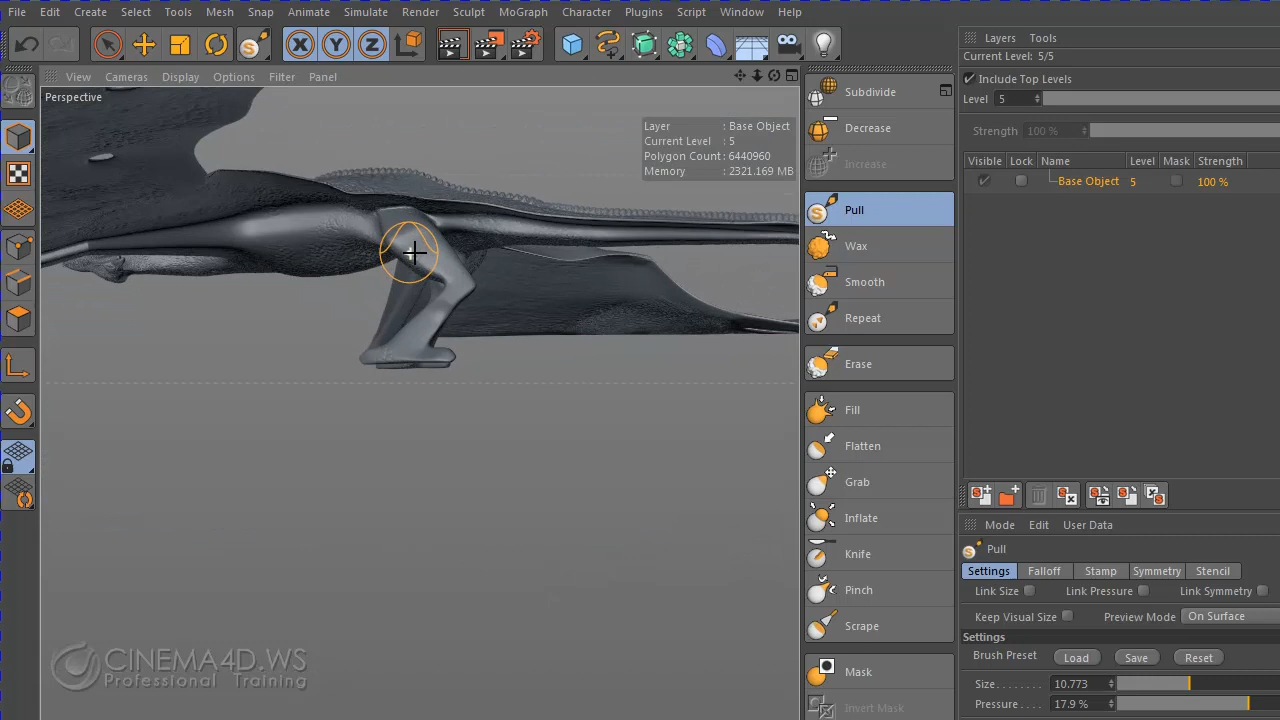 File Edit Create Select Tools Mesh Snap Animate Simulate Render Sculpt MoGraph Character Plugins Script Window Help
X Y Z
View Cameras Display Options Filter Panel
Perspective
Layer : Base Object
Current Level : 5
Polygon Count : 6440960
Memory : 2321.169 MB
CINEMA4D.WS
Professional Training
Subdivide
Decrease
Increase
Pull
Wax
Smooth
Repeat
Erase
Fill
Flatten
Grab
Inflate
Knife
Pinch
Scrape
Mask
Invert Mask
Layers Tools
Current Level: 5/5
Include Top Levels
Level 5
Strength 100 %
Visible Lock Name Level Mask Strength
Base Object 5 100 %
Mode Edit User Data
Pull
Settings Falloff Stamp Symmetry Stencil
Link Size Link Pressure Link Symmetry
Keep Visual Size Preview Mode On Surface
Settings
Brush Preset Load Save Reset
Size........ 10.773
Pressure.... 17.9 %